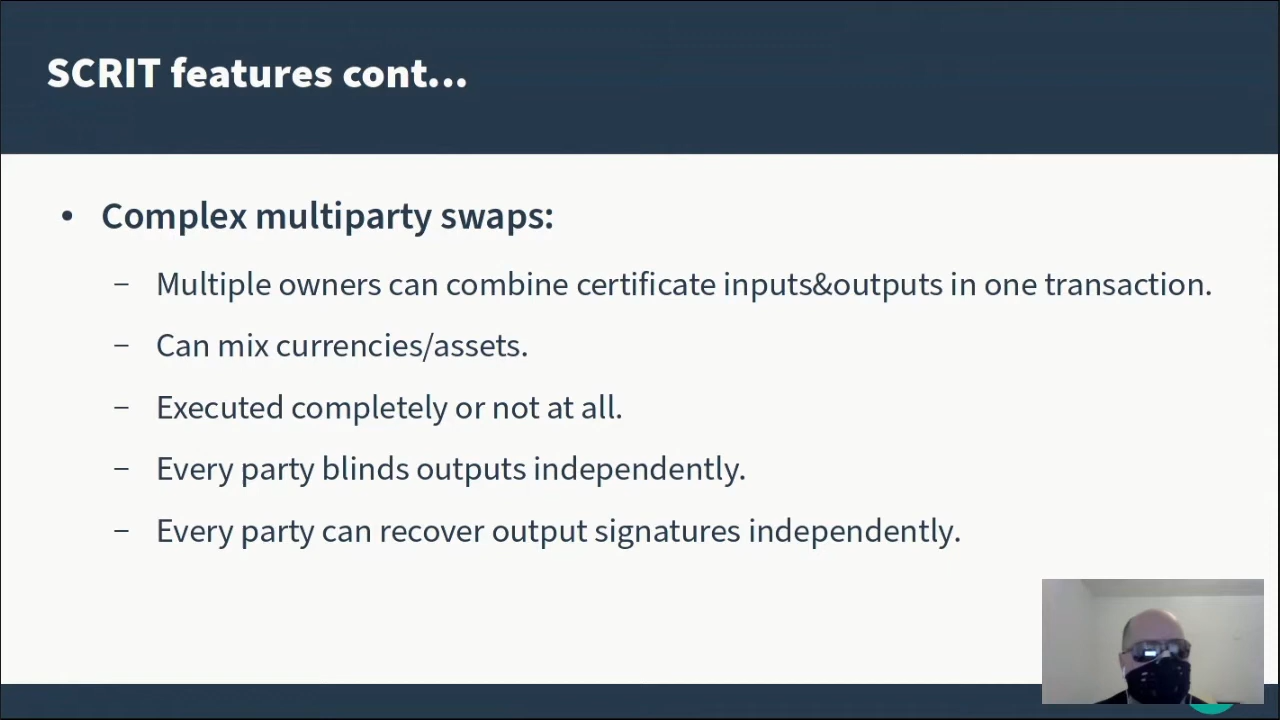 SCRIT features cont...
• Complex multiparty swaps:
– Multiple owners can combine certificate inputs&outputs in one transaction.
– Can mix currencies/assets.
– Executed completely or not at all.
– Every party blinds outputs independently.
– Every party can recover output signatures independently.